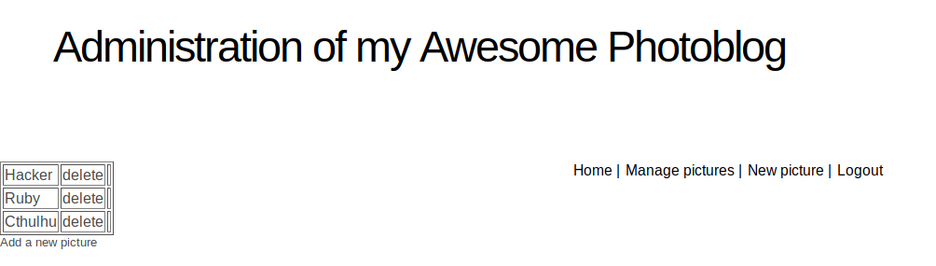 Administration of my Awesome Photoblog
Home | Manage pictures | New picture | Logout
Hacker delete
Ruby delete
Cthulhu delete
Add a new picture